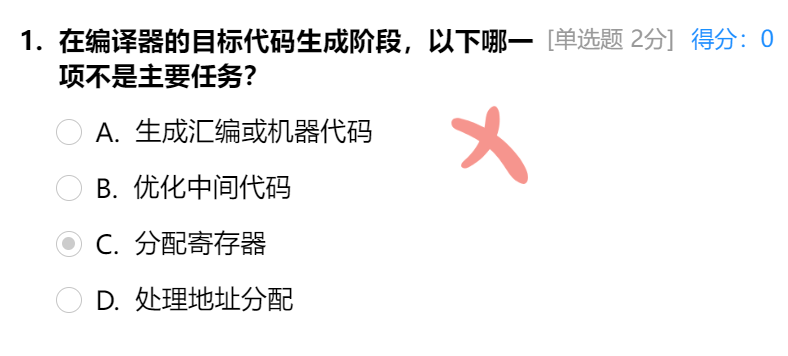 1. 在编译器的目标代码生成阶段，以下哪一 [单选题 2分] 得分：0
项不是主要任务？
A. 生成汇编或机器代码
B. 优化中间代码
C. 分配寄存器
D. 处理地址分配